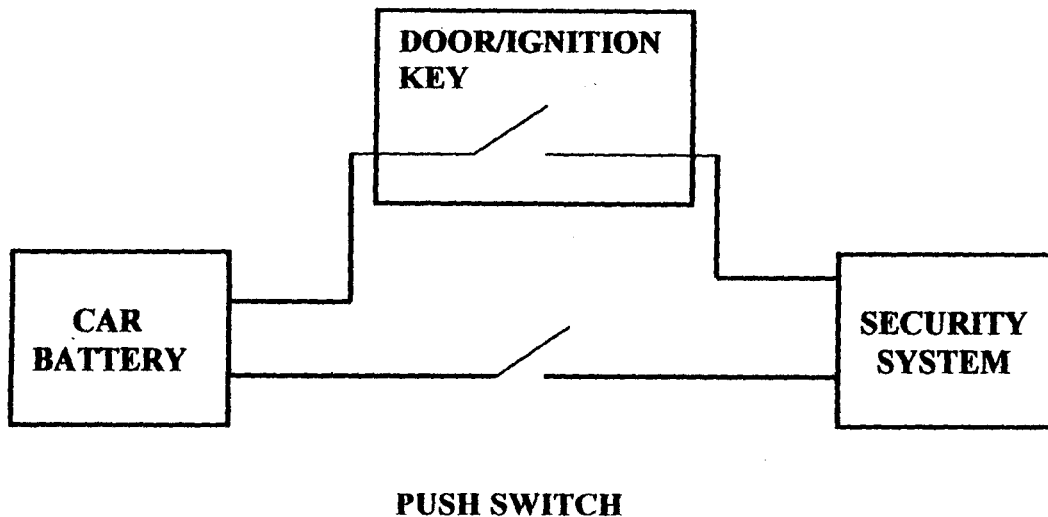 DOOR/IGNITION
KEY
CAR
BATTERY
SECURITY
SYSTEM
PUSH SWITCH